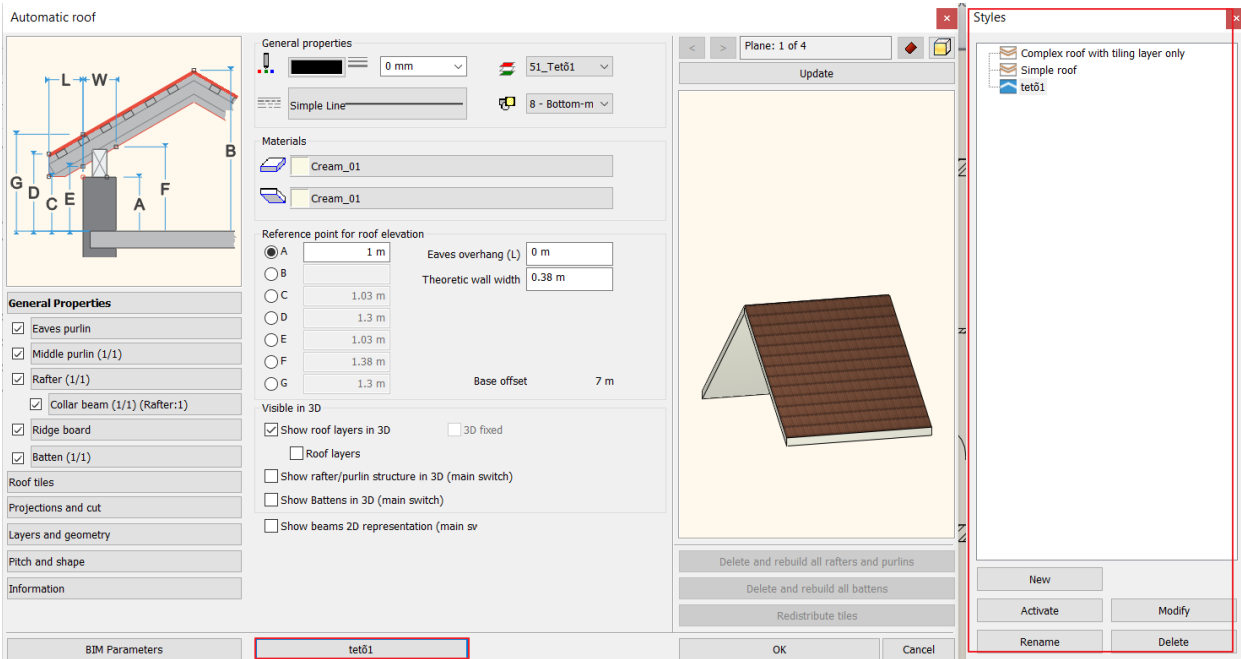 Automatic roof
L
W
B
G
D
C
E
A
F
General Properties
Eaves purlin
Middle purlin (1/1)
Rafter (1/1)
Collar beam (1/1) (Rafter:1)
Ridge board
Batten (1/1)
Roof tiles
Projections and cut
Layers and geometry
Pitch and shape
Information
BIM Parameters
General properties
0 mm
51_Tető1
Simple Line
8 - Bottom-m
Materials
Cream_01
Cream_01
Reference point for roof elevation
A 1 m Eaves overhang (L) 0 m
B Theoretic wall width 0.38 m
C 1.03 m
D 1.3 m
E 1.03 m
F 1.38 m
G 1.3 m Base offset 7 m
Visible in 3D
Show roof layers in 3D 3D fixed
Roof layers
Show rafter/purlin structure in 3D (main switch)
Show Battens in 3D (main switch)
Show beams 2D representation (main sv
tető1
< > Plane: 1 of 4
Update
Delete and rebuild all rafters and purlins
Delete and rebuild all battens
Redistribute tiles
OK Cancel
Styles
Complex roof with tiling layer only
Simple roof
tető1
New
Activate Modify
Rename Delete